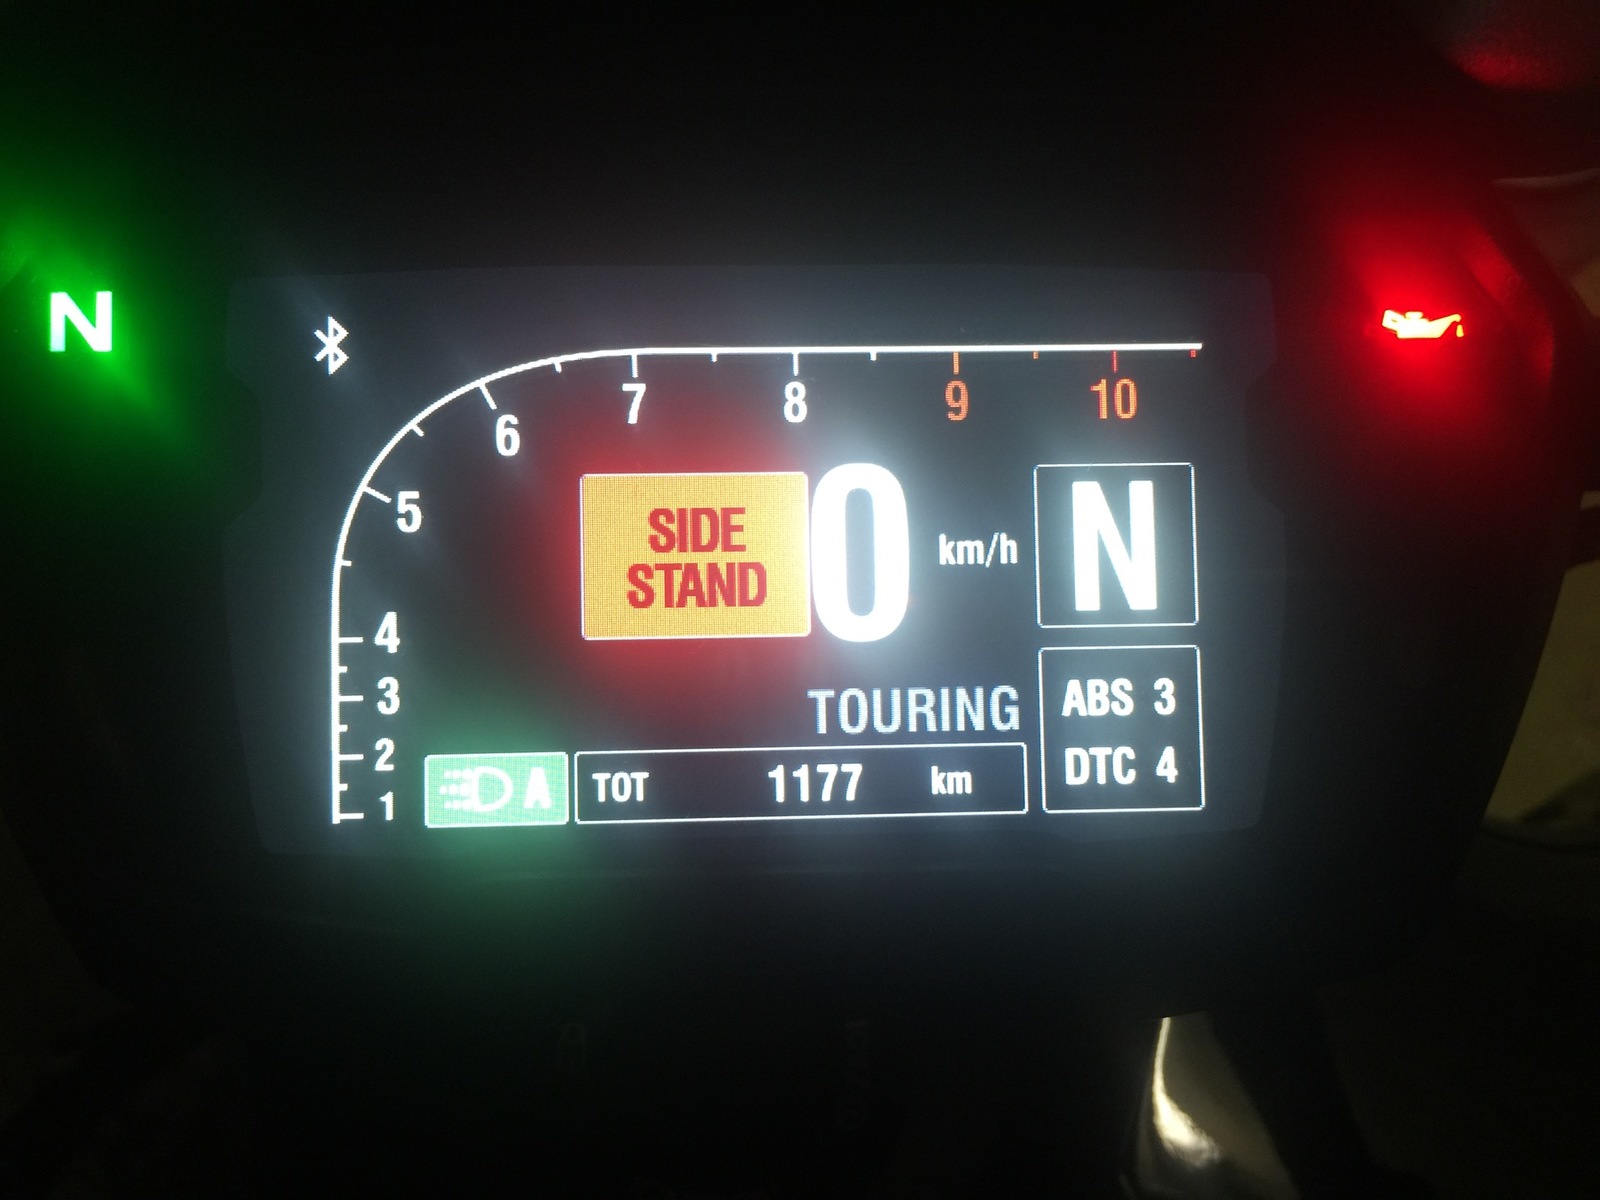 N
7
8
9
10
6
5
4
3
2
1
SIDE
STAND
0
km/h
N
TOURING
ABS 3
DTC 4
A
TOT 1177 km